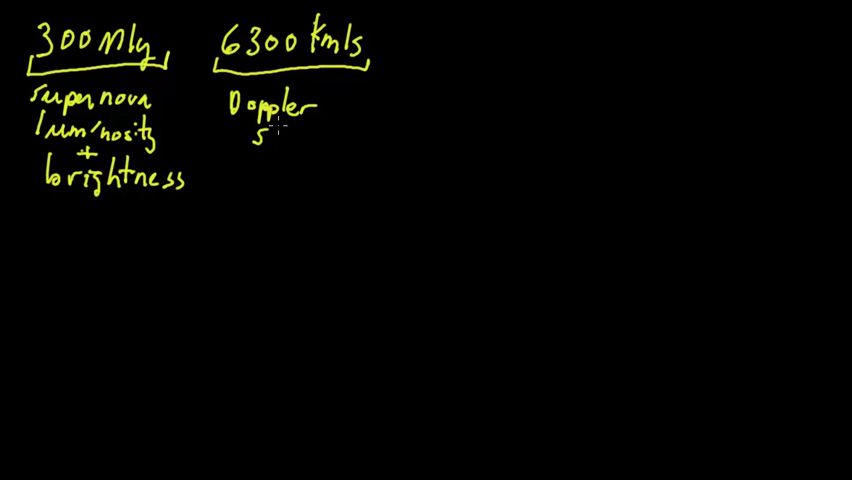 300 Mly
6300 km/s
supernova
luminosity
+
brightness
Doppler
s